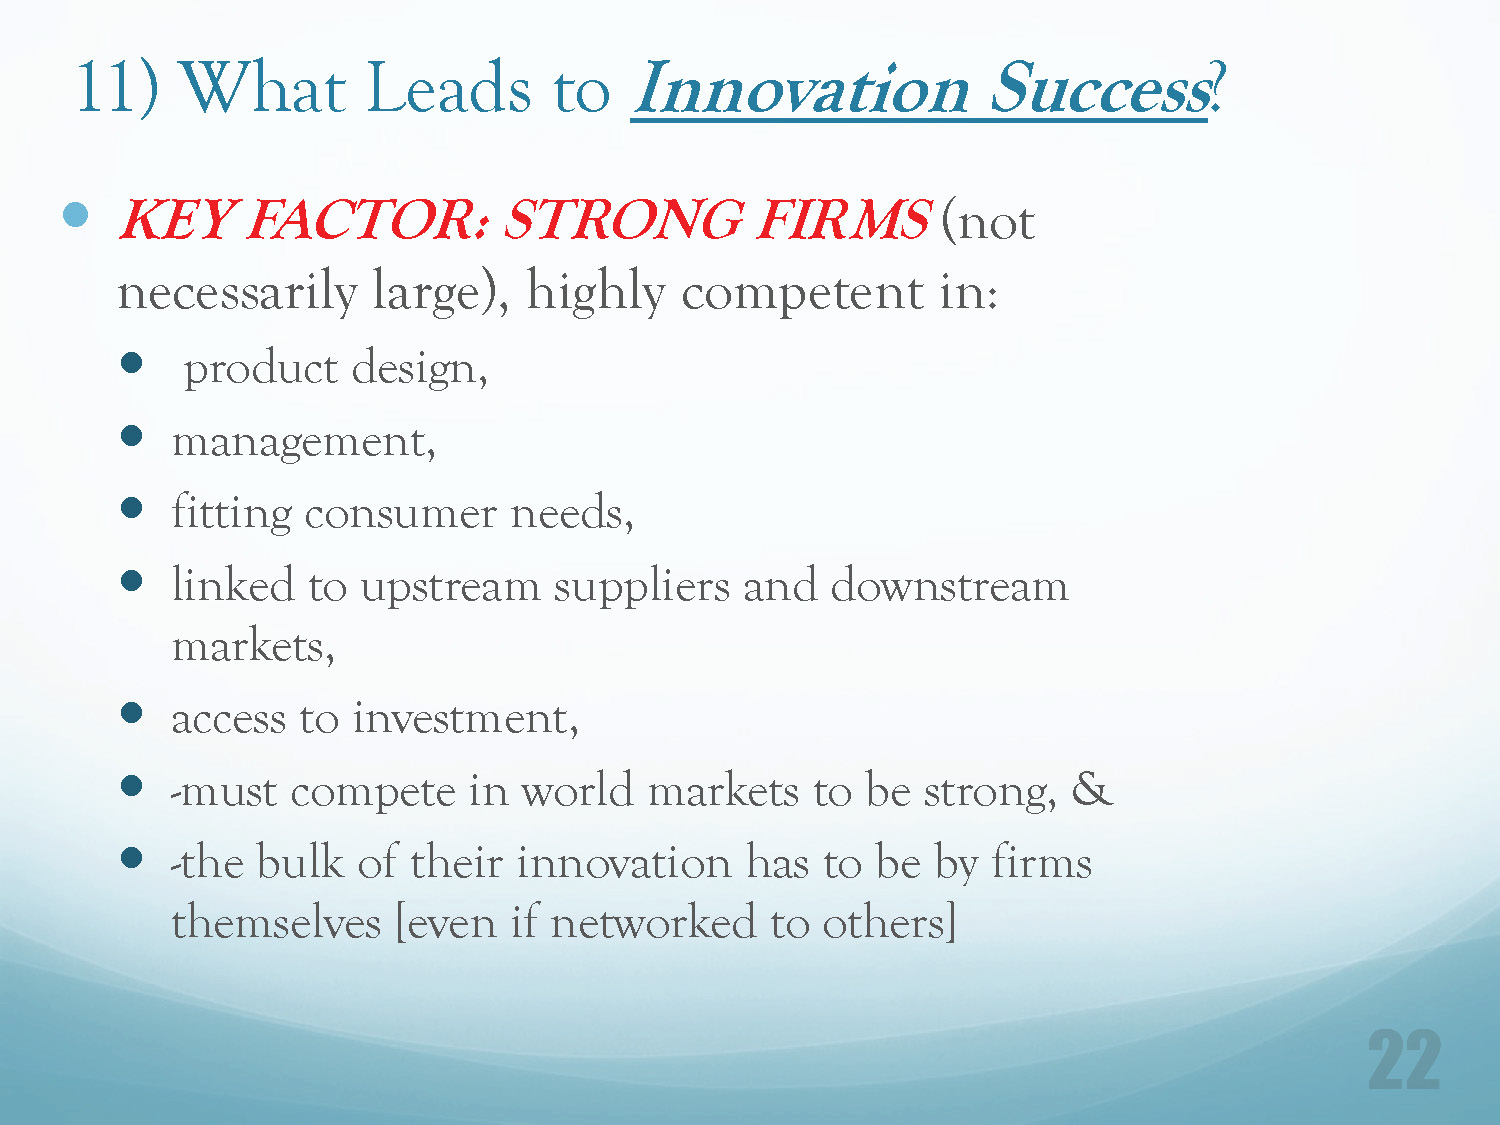 11) What Leads to Innovation Success?
• KEY FACTOR: STRONG FIRMS (not
necessarily large), highly competent in:
• product design,
• management,
• fitting consumer needs,
• linked to upstream suppliers and downstream
markets,
• access to investment,
• -must compete in world markets to be strong, &
• -the bulk of their innovation has to be by firms
themselves [even if networked to others]
22